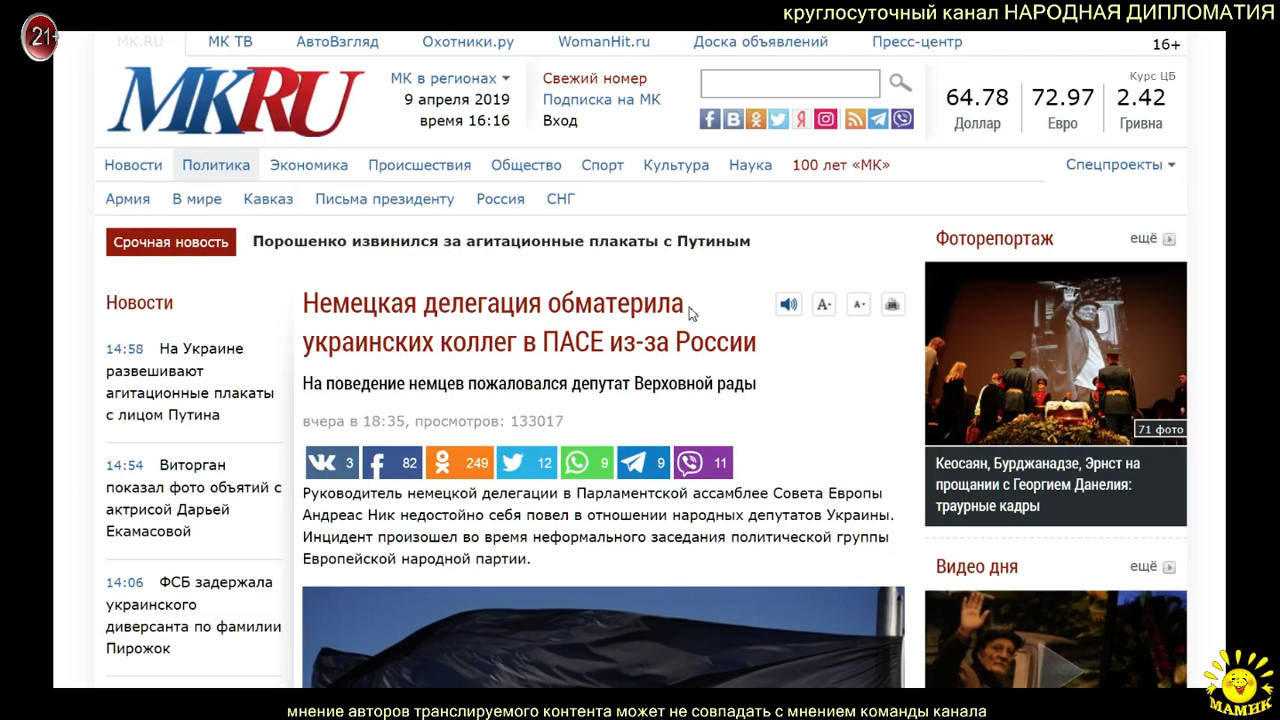 круглосуточный канал НАРОДНАЯ ДИПЛОМАТИЯ
21+
MK.RU МК ТВ АвтоВзгляд Охотники.ру WomanHit.ru Доска объявлений Пресс-центр 16+
MKRU
МК в регионах
9 апреля 2019
время 16:16
Свежий номер
Подписка на МК
Вход
Курс ЦБ
64.78 72.97 2.42
Доллар Евро Гривна
Новости Политика Экономика Происшествия Общество Спорт Культура Наука 100 лет «МК» Спецпроекты
Армия В мире Кавказ Письма президенту Россия СНГ
Срочная новость Порошенко извинился за агитационные плакаты с Путиным
Новости
14:58 На Украине
развешивают
агитационные плакаты
с лицом Путина
14:54 Виторган
показал фото объятий с
актрисой Дарьей
Екамасовой
14:06 ФСБ задержала
украинского
диверсанта по фамилии
Пирожок
Немецкая делегация обматерила
украинских коллег в ПАСЕ из-за России
На поведение немцев пожаловался депутат Верховной рады
вчера в 18:35, просмотров: 133017
3 82 249 12 9 9 11
Руководитель немецкой делегации в Парламентской ассамблее Совета Европы
Андреас Ник недостойно себя повел в отношении народных депутатов Украины.
Инцидент произошел во время неформального заседания политической группы
Европейской народной партии.
Фоторепортаж ещё
71 фото
Кеосаян, Бурджанадзе, Эрнст на
прощании с Георгием Данелия:
траурные кадры
Видео дня ещё
МАМИК
мнение авторов транслируемого контента может не совпадать с мнением команды канала